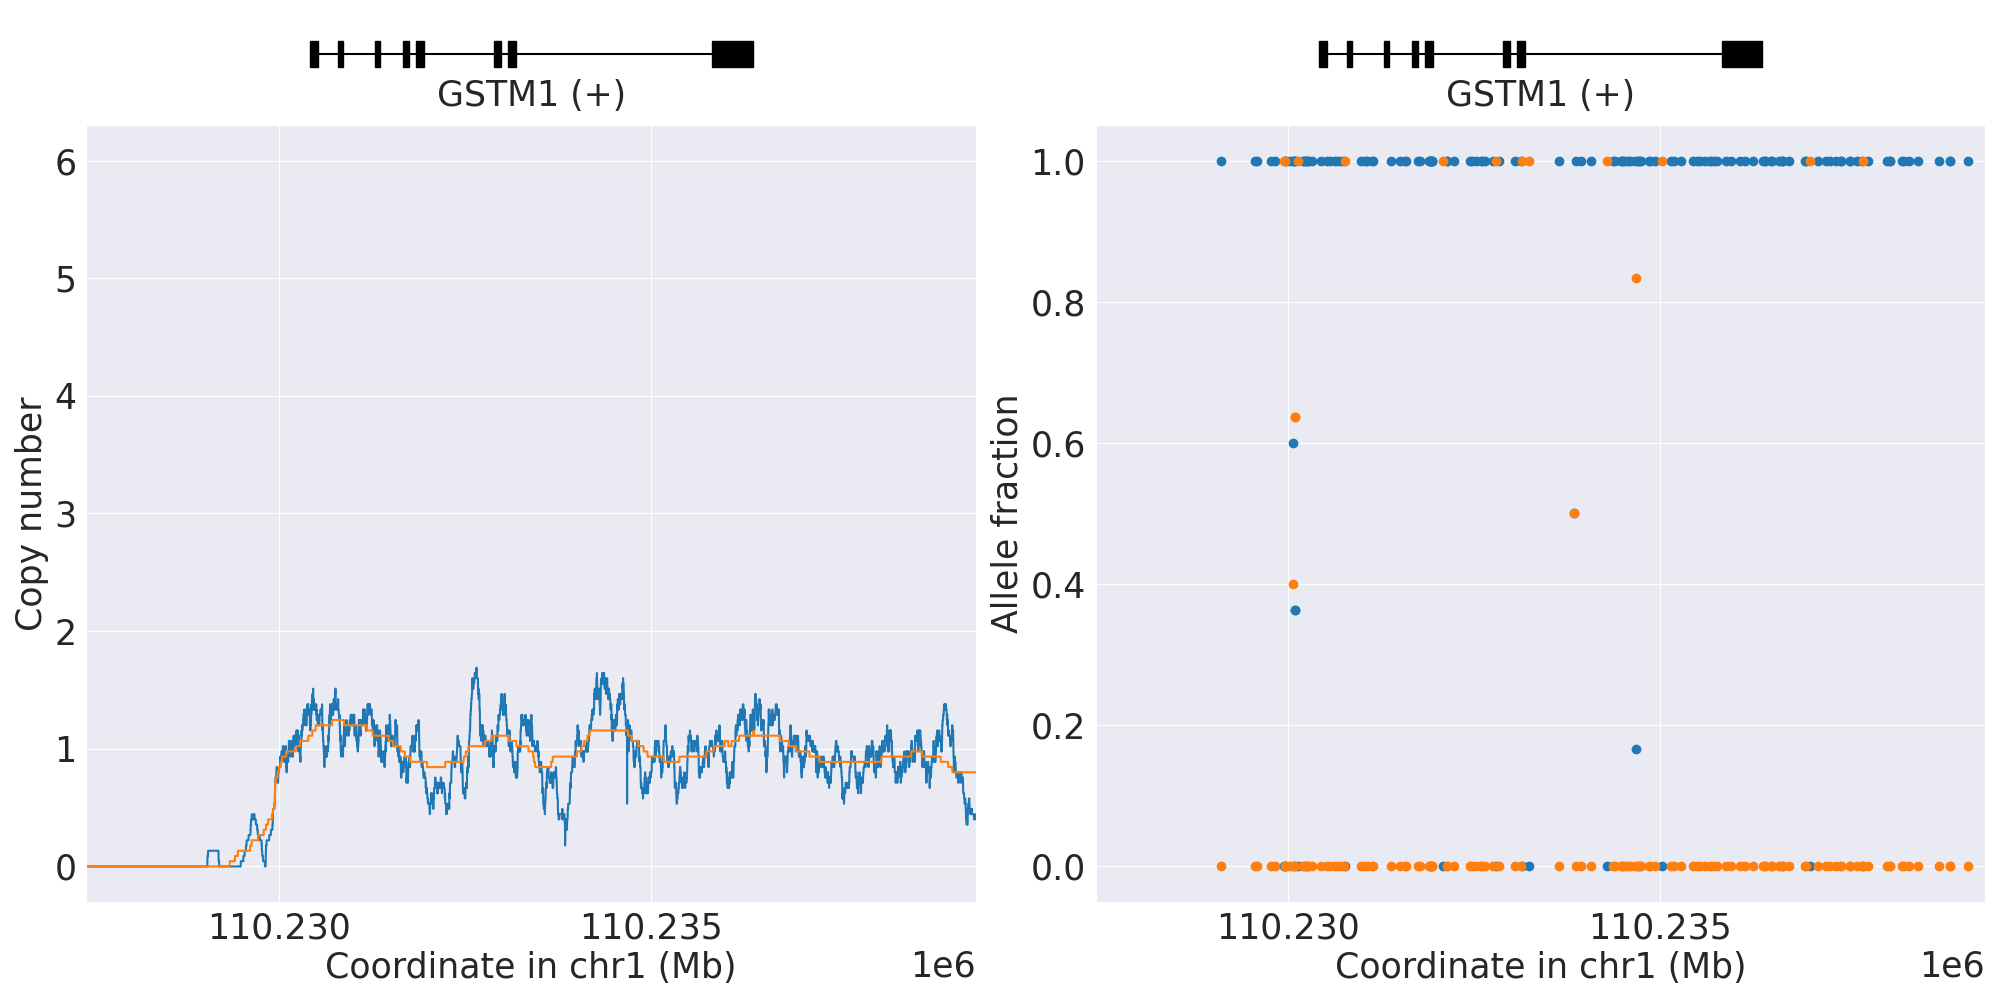 GSTM1 (+)
6
5
4
3
2
1
0
Copy number
110.230
110.235
Coordinate in chr1 (Mb)
1e6
GSTM1 (+)
1.0
0.8
0.6
0.4
0.2
0.0
Allele fraction
110.230
110.235
Coordinate in chr1 (Mb)
1e6